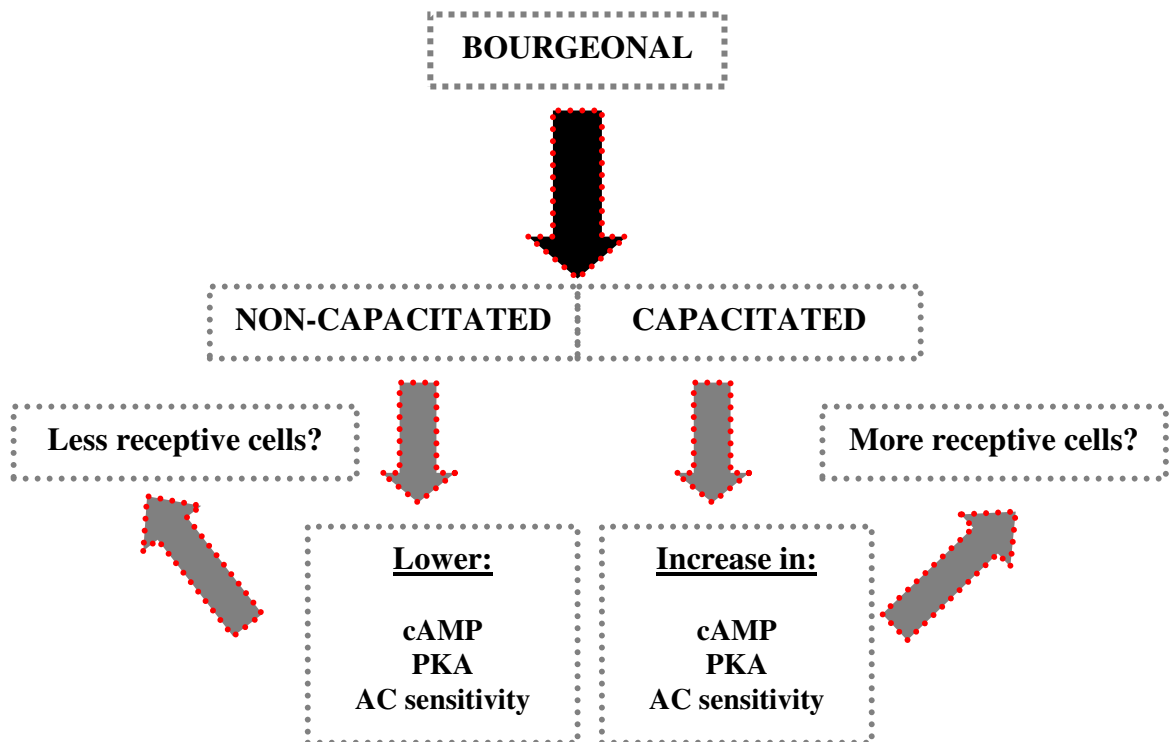 BOURGEONAL
NON-CAPACITATED
CAPACITATED
Less receptive cells?
More receptive cells?
Lower:
cAMP
PKA
AC sensitivity
Increase in:
cAMP
PKA
AC sensitivity